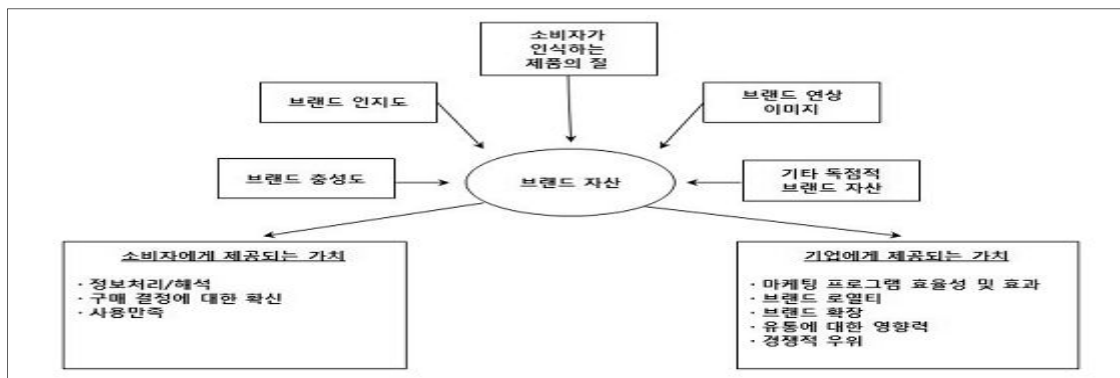 소비자가
인식하는
제품의 질
브랜드 인지도
브랜드 연상
이미지
브랜드 충성도
브랜드 자산
기타 독점적
브랜드 자산
소비자에게 제공되는 가치
· 정보처리/해석
· 구매 결정에 대한 확신
· 사용만족
기업에게 제공되는 가치
· 마케팅 프로그램 효율성 및 효과
· 브랜드 로열티
· 브랜드 확장
· 유통에 대한 영향력
· 경쟁적 우위